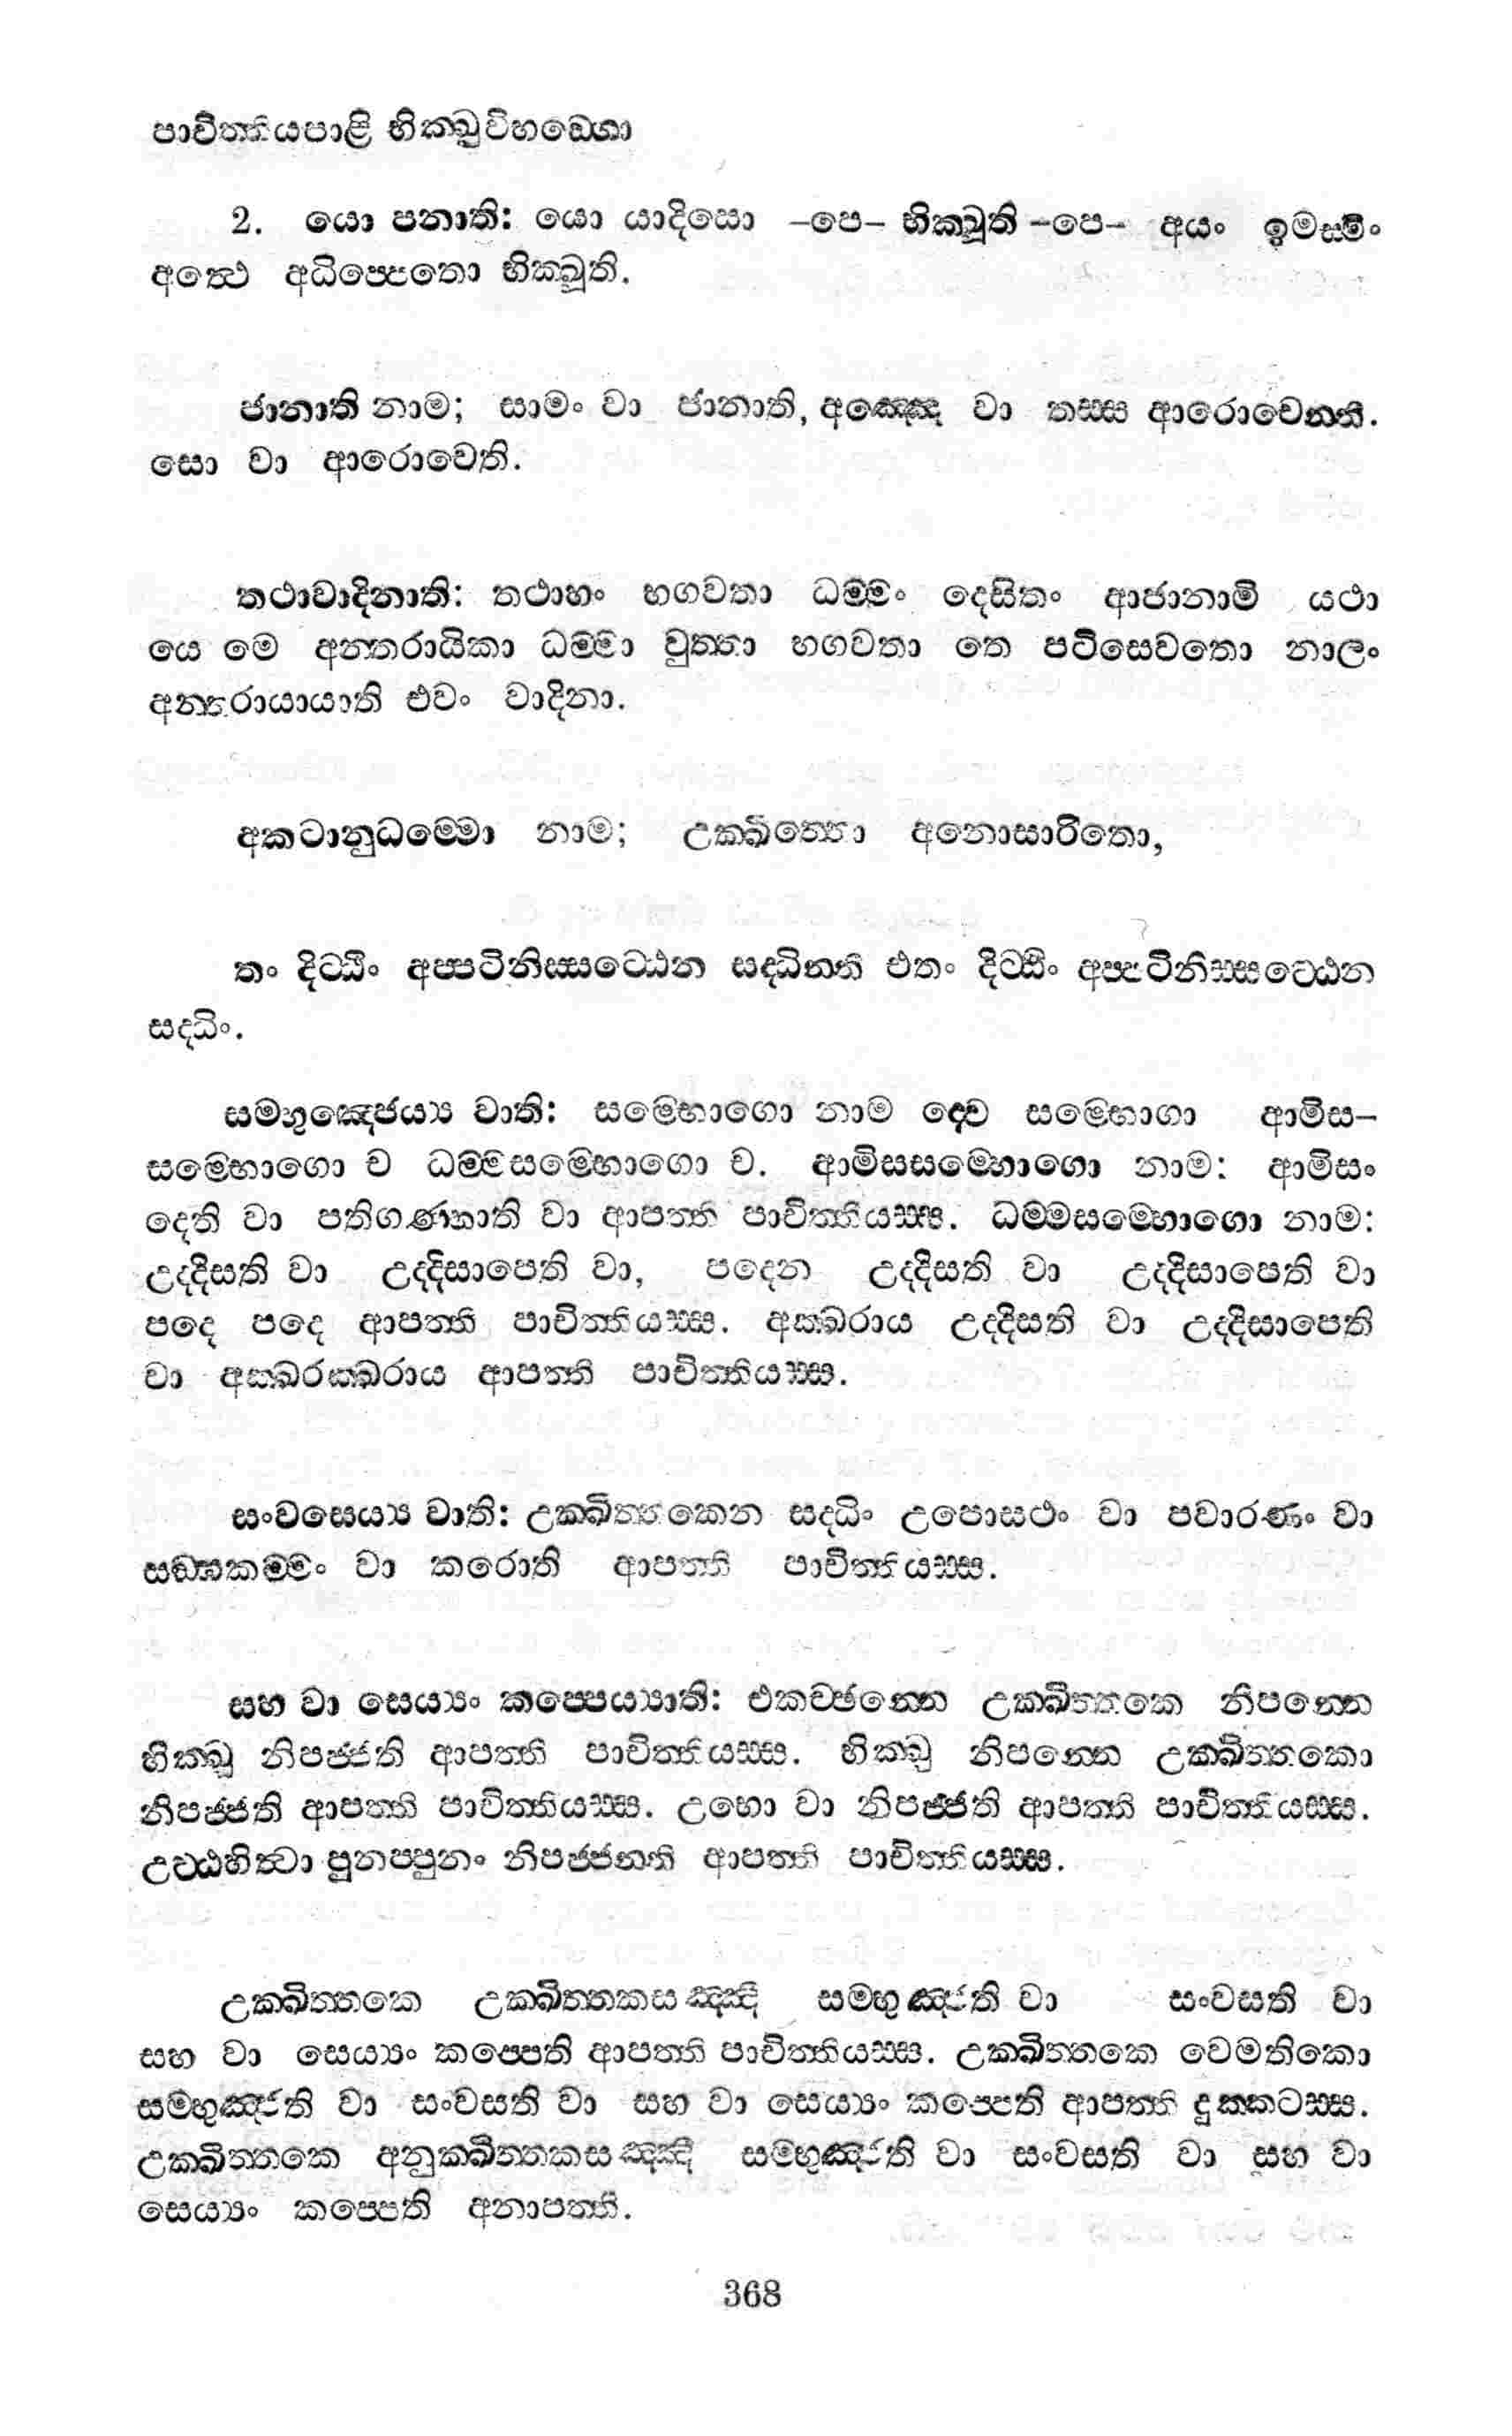 පාචිත්තියපාළි භික්ඛුවිභඞ්ගො
2. යො පනාති: යො යාදිසො –පෙ– භික්ඛූති –පෙ– අයං ඉමස්මිං
අත්ථෙ අධිප්පෙතො භික්ඛූති.
ජානාති නාම; සාමං වා ජානාති, අඤ්ඤෙ වා තස්ස ආරොචෙන්ති.
සො වා ආරොචෙති.
තථාවාදිනාති: තථාහං භගවතා ධම්මං දෙසිතං ආජානාමි යථා
යෙ මෙ අන්තරායිකා ධම්මා වුත්තා භගවතා තෙ පටිසෙවතො නාලං
අන්තරායායාති එවං වාදිනා.
අකටානුධම්මො නාම; උක්ඛිත්තො අනොසාරිතො,
තං දිට්ඨිං අප්පටිනිස්සට්ඨෙන සද්ධින්ති එතං දිට්ඨිං අප්පටිනිස්සට්ඨෙන
සද්ධිං.
සම්භුඤ්ජෙය්‍ය වාති: සම්භොගො නාම ද්වෙ සම්භොගා ආමිස–
සම්භොගො ච ධම්මසම්භොගො ච. ආමිසසම්භොගො නාම: ආමිසං
දෙති වා පතිගණ්හාති වා ආපත්ති පාචිත්තියස්ස. ධම්මසම්භොගො නාම:
උද්දිසති වා උද්දිසාපෙති වා, පදෙන උද්දිසති වා උද්දිසාපෙති වා
පදෙ පදෙ ආපත්ති පාචිත්තියස්ස. අක්ඛරාය උද්දිසති වා උද්දිසාපෙති
වා අක්ඛරක්ඛරාය ආපත්ති පාචිත්තියස්ස.
සංවසෙය්‍ය වාති: උක්ඛිත්තකෙන සද්ධිං උපොසථං වා පවාරණං වා
සඞ්ඝකම්මං වා කරොති ආපත්ති පාචිත්තියස්ස.
සහ වා සෙය්‍යං කප්පෙය්‍යාති: එකච්ඡන්නෙ උක්ඛිත්තකෙ නිපන්නෙ
භික්ඛූ නිපජ්ජති ආපත්ති පාචිත්තියස්ස. භික්ඛු නිපන්නෙ උක්ඛිත්තකො
නිපජ්ජති ආපත්ති පාචිත්තියස්ස. උභො වා නිපජ්ජති ආපත්ති පාචිත්තියස්ස.
උට්ඨහිත්වා පුනප්පුනං නිපජ්ජන්ති ආපත්ති පාචිත්තියස්ස.
උක්ඛිත්තකෙ උක්ඛිත්තකසඤ්ඤී සම්භුඤ්ජති වා සංවසති වා
සහ වා සෙය්‍යං කප්පෙති ආපත්ති පාචිත්තියස්ස. උක්ඛිත්තකෙ වෙමතිකො
සම්භුඤ්ජති වා සංවසති වා සහ වා සෙය්‍යං කප්පෙති ආපත්ති දුක්කටස්ස.
උක්ඛිත්තකෙ අනුක්ඛිත්තකසඤ්ඤී සම්භුඤ්ජති වා සංවසති වා සහ වා
සෙය්‍යං කප්පෙති අනාපත්ති.
368